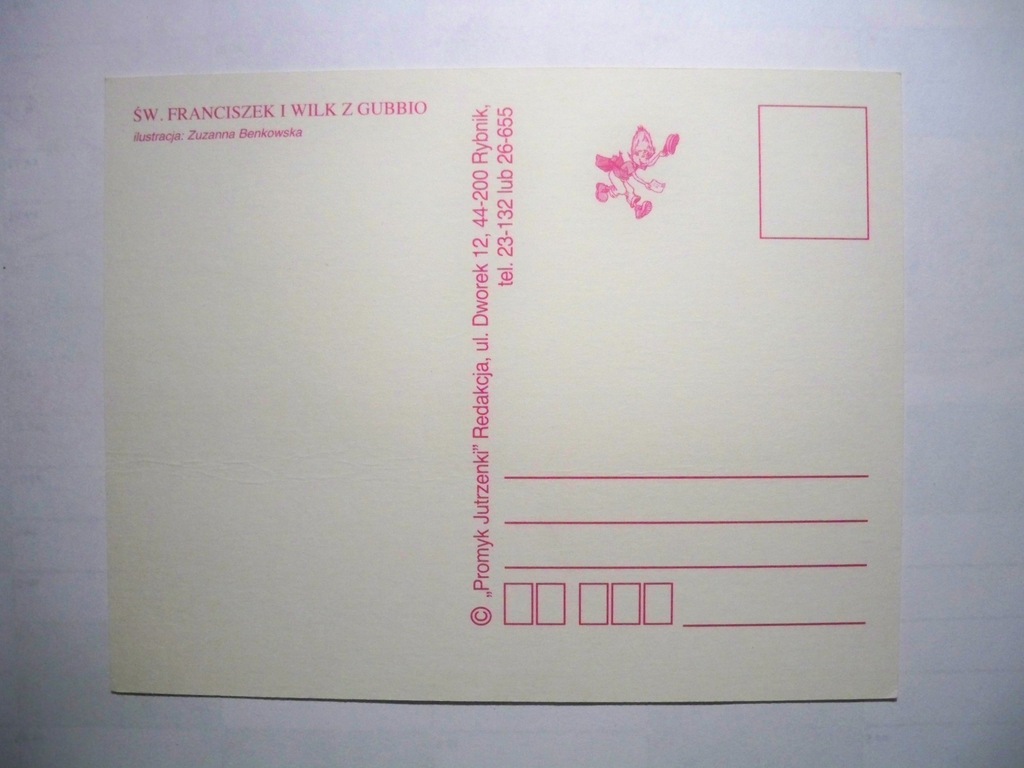 ŚW. FRANCISZEK I WILK Z GUBBIO
ilustracja: Zuzanna Benkowska
© „Promyk Jutrzenki” Redakcja, ul. Dworek 12, 44-200 Rybnik,
tel. 23-132 lub 26-655